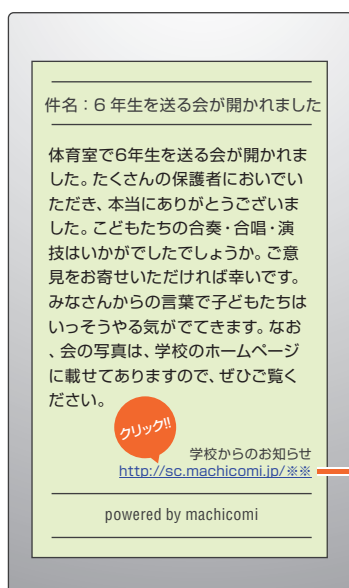 件名：6 年生を送る会が開かれました
体育室で6年生を送る会が開かれま
した。たくさんの保護者においでい
ただき、本当にありがとうございま
した。こどもたちの合奏・合唱・演
技はいかがでしたでしょうか。ご意
見をお寄せいただければ幸いです。
みなさんからの言葉で子どもたちは
いっそうやる気がでてきます。なお
、会の写真は、学校のホームページ
に載せてありますので、ぜひご覧く
ださい。
クリック!!
学校からのお知らせ
http://sc.machicomi.jp/※※
powered by machicomi